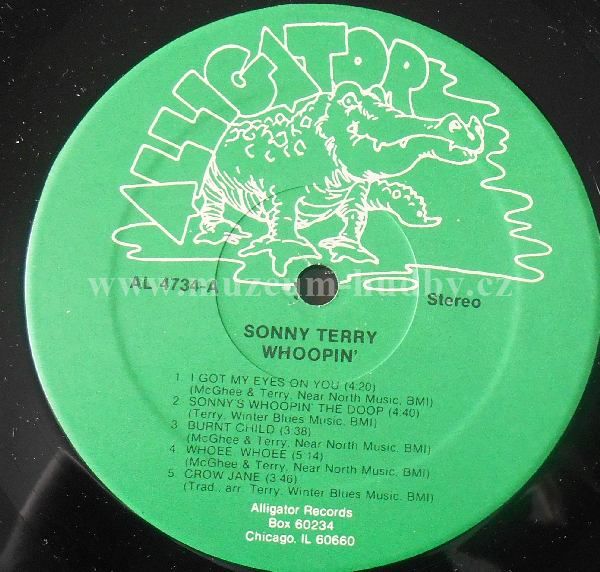 ALLIGATOR
AL 4734-A
Stereo
www.muzeum-hudby.cz
SONNY TERRY
WHOOPIN'
1. I GOT MY EYES ON YOU (4:20)
(McGhee & Terry, Near North Music, BMI)
2. SONNY'S WHOOPIN' THE DOOP (4:40)
(Terry, Winter Blues Music, BMI)
3 BURNT CHILD (3:38)
(McGhee & Terry, Near North Music, BMI)
4. WHOEE, WHOEE (5:14)
(McGhee & Terry, Near North Music, BMI)
5 CROW JANE (3:46)
(Trad., arr. Terry, Winter Blues Music, BMI)
Alligator Records
Box 60234
Chicago, IL 60660